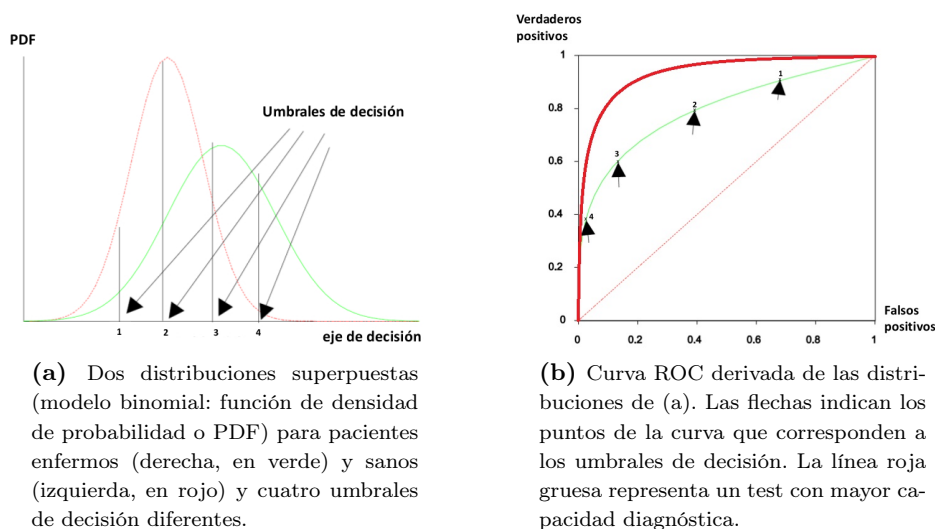 PDF
Umbrales de decisión
1 2 3 4
eje de decisión
(a) Dos distribuciones superpuestas
(modelo binomial: función de densidad
de probabilidad o PDF) para pacientes
enfermos (derecha, en verde) y sanos
(izquierda, en rojo) y cuatro umbrales
de decisión diferentes.
Verdaderos
positivos
1
0.8
0.6
0.4
0.2
0
1
2
3
4
Falsos
positivos
0 0.2 0.4 0.6 0.8 1
(b) Curva ROC derivada de las distri-
buciones de (a). Las flechas indican los
puntos de la curva que corresponden a
los umbrales de decisión. La línea roja
gruesa representa un test con mayor ca-
pacidad diagnóstica.